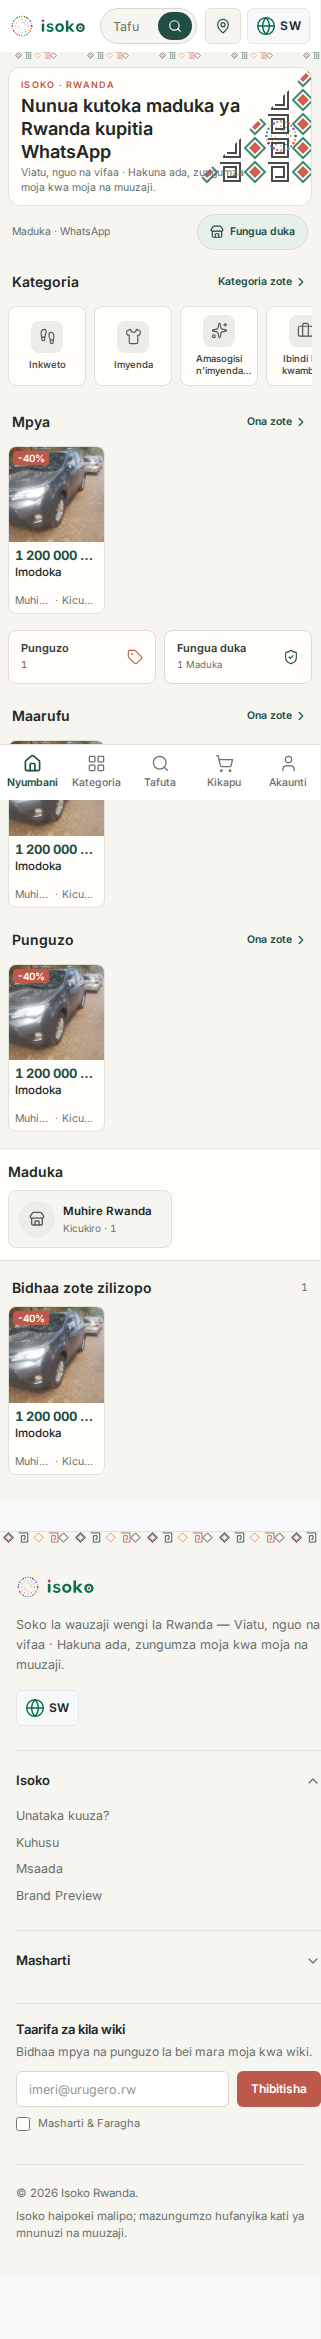 isoko
Tafu
SW
ISOKO · RWANDA
Nunua kutoka maduka ya
Rwanda kupitia
WhatsApp
Viatu, nguo na vifaa · Hakuna ada, zungumza
moja kwa moja na muuzaji.
Maduka · WhatsApp
Fungua duka
Kategoria
Kategoria zote
Inkweto
Imyenda
Amasogisi
n'imyenda...
Ibindi
kwamb
Mpya
Ona zote
-40%
1 200 000 ...
Imodoka
Muhi... · Kicu...
Punguzo
1
Fungua duka
1 Maduka
Maarufu
Ona zote
Nyumbani
Kategoria
Tafuta
Kikapu
Akaunti
1 200 000 ...
Imodoka
Muhi... · Kicu...
Punguzo
Ona zote
-40%
1 200 000 ...
Imodoka
Muhi... · Kicu...
Maduka
Muhire Rwanda
Kicukiro · 1
Bidhaa zote zilizopo
1
-40%
1 200 000 ...
Imodoka
Muhi... · Kicu...
isoko
Soko la wauzaji wengi la Rwanda — Viatu, nguo na
vifaa · Hakuna ada, zungumza moja kwa moja na
muuzaji.
SW
Isoko
Unataka kuuza?
Kuhusu
Msaada
Brand Preview
Masharti
Taarifa za kila wiki
Bidhaa mpya na punguzo la bei mara moja kwa wiki.
imeri@urugero.rw
Thibitisha
Masharti & Faragha
© 2026 Isoko Rwanda.
Isoko haipokei malipo; mazungumzo hufanyika kati ya
mnunuzi na muuzaji.